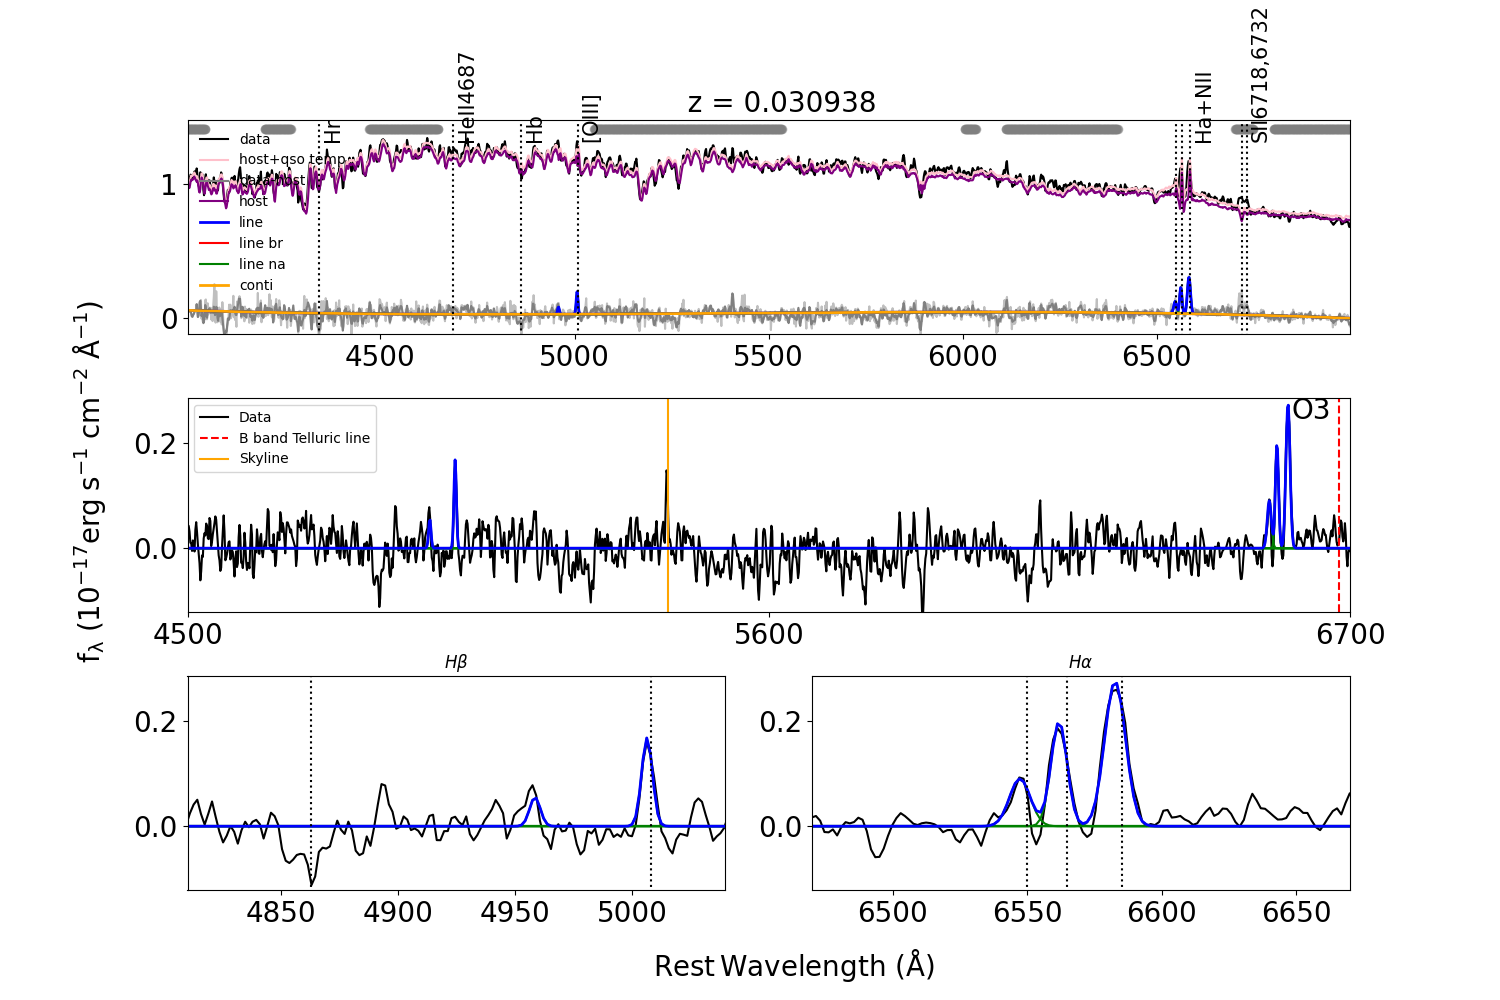 z = 0.030938
Hr
HeII4687
Hb
[OIII]
Ha+NII
SII6718,6732
data
host+qso temp
data-host
host
line
line br
line na
conti
1
0
4500
5000
5500
6000
6500
fλ (10−17erg s−1 cm−2 Å−1)
Data
B band Telluric line
Skyline
O3
0.2
0.0
4500
5600
6700
Hβ
0.2
0.0
4850
4900
4950
5000
Hα
0.2
0.0
6500
6550
6600
6650
Rest Wavelength (Å)